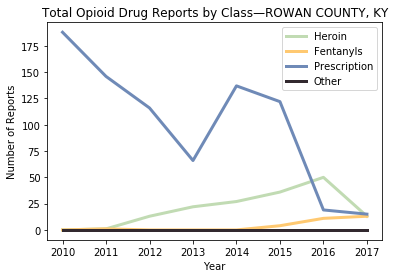 Total Opioid Drug Reports by Class—ROWAN COUNTY, KY
Heroin
Fentanyls
Prescription
Other
Number of Reports
175
150
125
100
75
50
25
0
2010 2011 2012 2013 2014 2015 2016 2017
Year